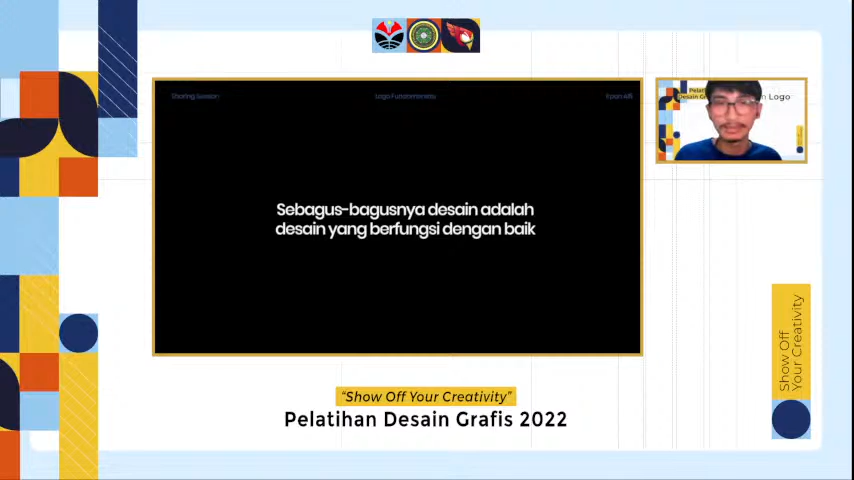 Sharing Session
Logo Fundamentals
Sebagus-bagusnya desain adalah
desain yang berfungsi dengan baik
Logo
Show Off
Your Creativity
"Show Off Your Creativity"
Pelatihan Desain Grafis 2022